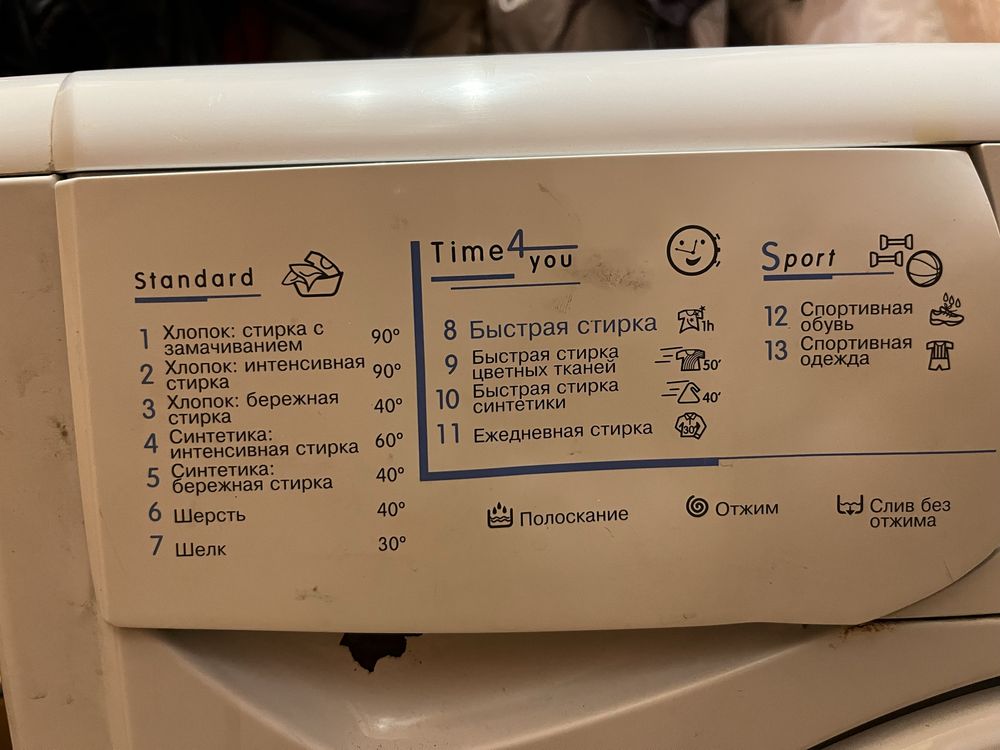 Standard
1 Хлопок: стирка с
замачиванием 90°
2 Хлопок: интенсивная
стирка 90°
3 Хлопок: бережная
стирка 40°
4 Синтетика:
интенсивная стирка 60°
5 Синтетика:
бережная стирка 40°
6 Шерсть 40°
7 Шелк 30°
Time4you
8 Быстрая стирка 1h
9 Быстрая стирка
цветных тканей 50'
10 Быстрая стирка
синтетики 40'
11 Ежедневная стирка 30'
Sport
12 Спортивная
обувь
13 Спортивная
одежда
Полоскание
Отжим
Слив без
отжима